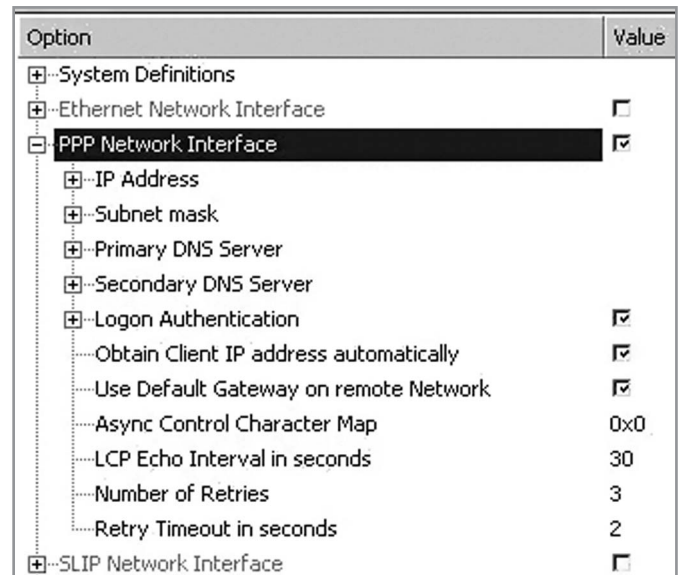 Option Value
System Definitions
Ethernet Network Interface
PPP Network Interface
IP Address
Subnet mask
Primary DNS Server
Secondary DNS Server
Logon Authentication
Obtain Client IP address automatically
Use Default Gateway on remote Network
Async Control Character Map 0x0
LCP Echo Interval in seconds 30
Number of Retries 3
Retry Timeout in seconds 2
SLIP Network Interface